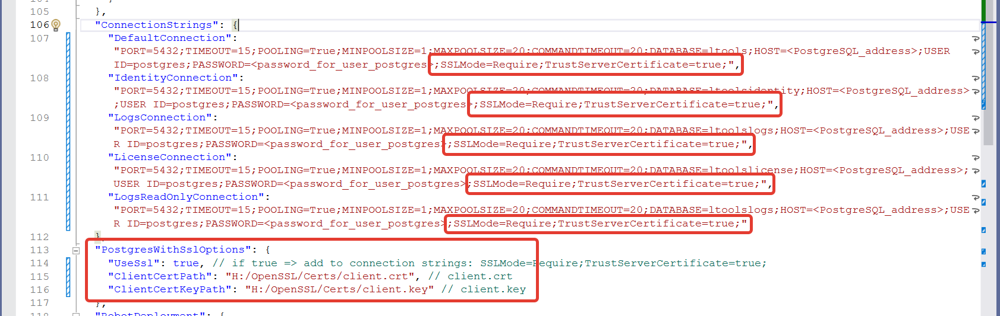 105 },
106 "ConnectionStrings": {
107 "DefaultConnection":
"PORT=5432;TIMEOUT=15;POOLING=True;MINPOOLSIZE=1;MAXPOOLSIZE=20;COMMANDTIMEOUT=20;DATABASE=ltools;HOST=<PostgreSQL_address>;USER
ID=postgres;PASSWORD=<password_for_user_postgres>;SSLMode=Require;TrustServerCertificate=true;",
108 "IdentityConnection":
"PORT=5432;TIMEOUT=15;POOLING=True;MINPOOLSIZE=1;MAXPOOLSIZE=20;COMMANDTIMEOUT=20;DATABASE=ltoolsidentity;HOST=<PostgreSQL_address>
;USER ID=postgres;PASSWORD=<password_for_user_postgres>;SSLMode=Require;TrustServerCertificate=true;",
109 "LogsConnection":
"PORT=5432;TIMEOUT=15;POOLING=True;MINPOOLSIZE=1;MAXPOOLSIZE=20;COMMANDTIMEOUT=20;DATABASE=ltoolslogs;HOST=<PostgreSQL_address>;USE
R ID=postgres;PASSWORD=<password_for_user_postgres>;SSLMode=Require;TrustServerCertificate=true;",
110 "LicenseConnection":
"PORT=5432;TIMEOUT=15;POOLING=True;MINPOOLSIZE=1;MAXPOOLSIZE=20;COMMANDTIMEOUT=20;DATABASE=ltoolslicense;HOST=<PostgreSQL_address>;
USER ID=postgres;PASSWORD=<password_for_user_postgres>;SSLMode=Require;TrustServerCertificate=true;",
111 "LogsReadOnlyConnection":
"PORT=5432;TIMEOUT=15;POOLING=True;MINPOOLSIZE=1;MAXPOOLSIZE=20;COMMANDTIMEOUT=20;DATABASE=ltoolslogs;HOST=<PostgreSQL_address>;USE
R ID=postgres;PASSWORD=<password_for_user_postgres>;SSLMode=Require;TrustServerCertificate=true;"
112 },
113 "PostgresWithSslOptions": {
114 "UseSsl": true, // if true => add to connection strings: SSLMode=Require;TrustServerCertificate=true;
115 "ClientCertPath": "H:/OpenSSL/Certs/client.crt", // client.crt
116 "ClientCertKeyPath": "H:/OpenSSL/Certs/client.key" // client.key
117 },
118 "RobotDeployment": {